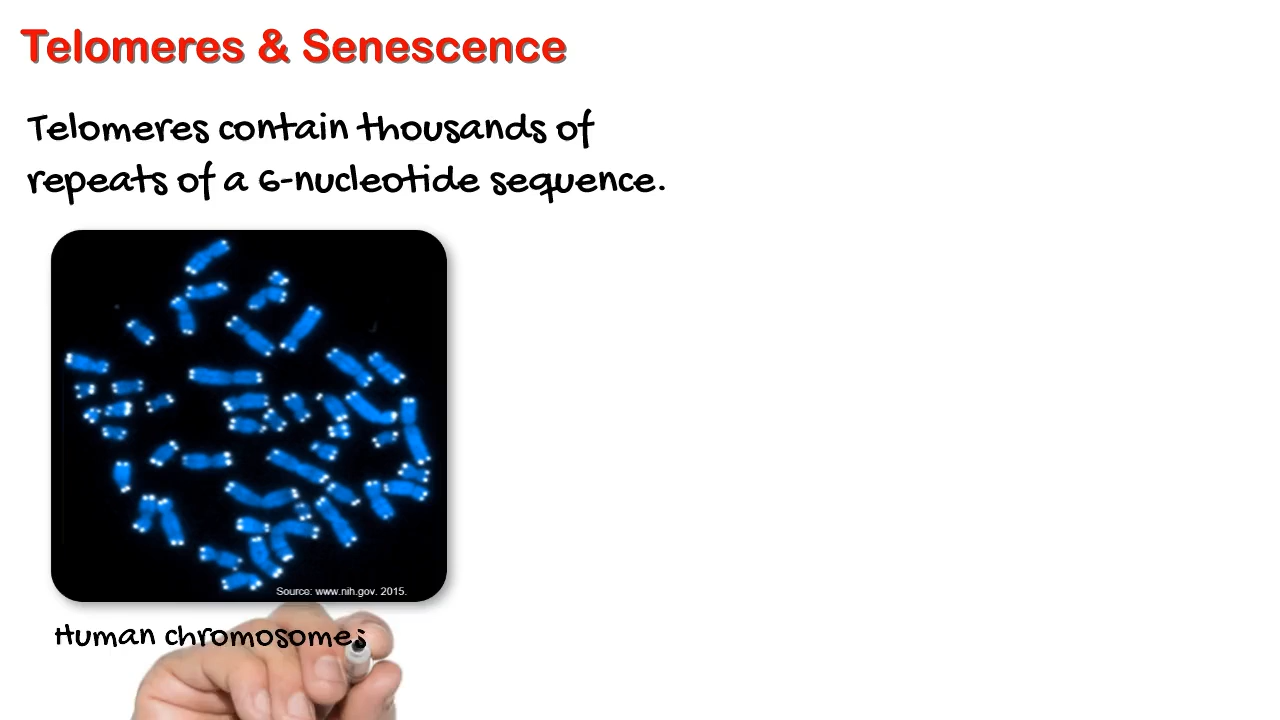 Telomeres & Senescence
Telomeres contain thousands of
repeats of a 6-nucleotide sequence.
Source: www.nih.gov. 2015.
Human chromosomes